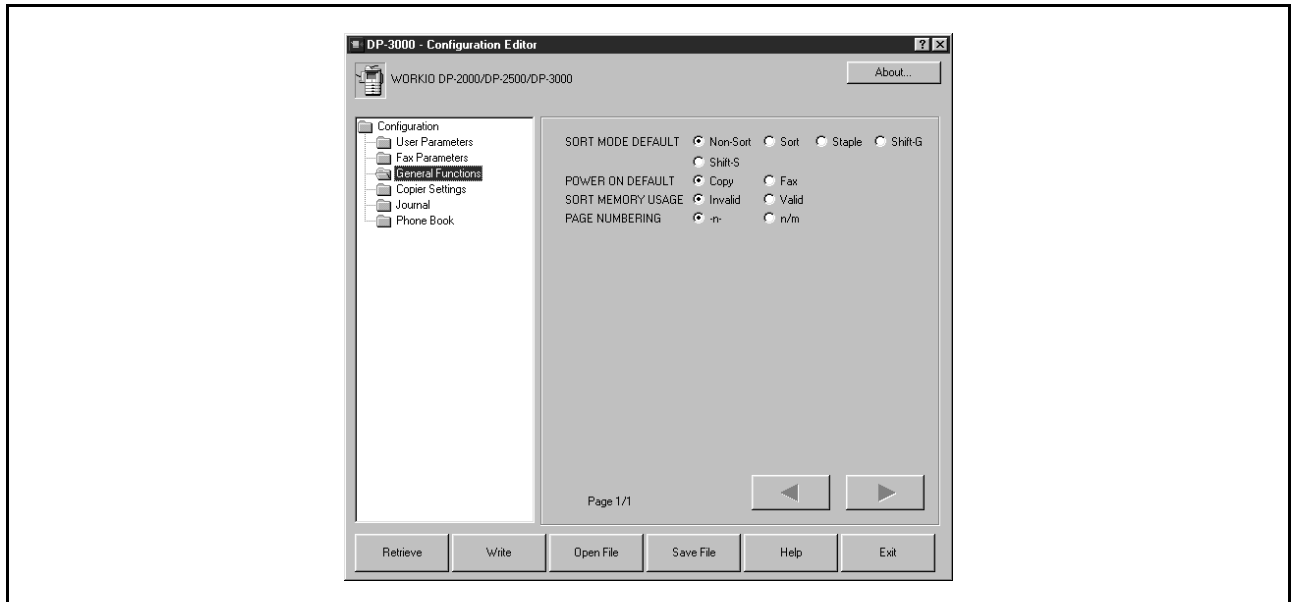 DP-3000 - Configuration Editor
WORKIO DP-2000/DP-2500/DP-3000
About...
Configuration
User Parameters
Fax Parameters
General Functions
Copier Settings
Journal
Phone Book
SORT MODE DEFAULT Non-Sort Sort Staple Shift-G
Shift-S
POWER ON DEFAULT Copy Fax
SORT MEMORY USAGE Invalid Valid
PAGE NUMBERING -n- n/m
Page 1/1
Retrieve Write Open File Save File Help Exit